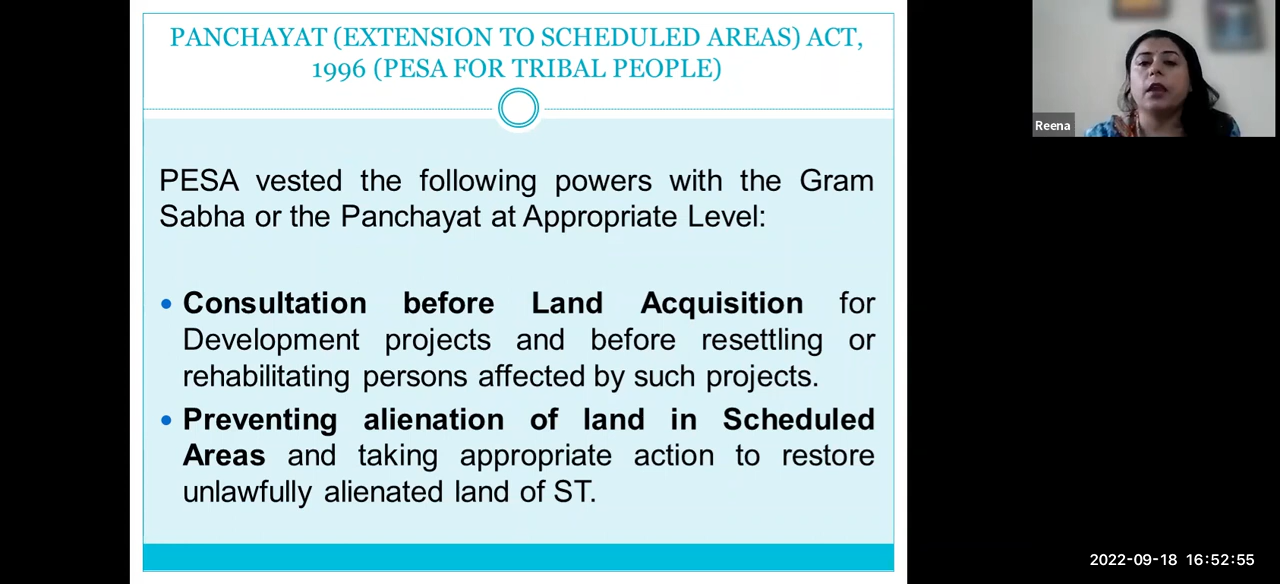 PANCHAYAT (EXTENSION TO SCHEDULED AREAS) ACT,
1996 (PESA FOR TRIBAL PEOPLE)
PESA vested the following powers with the Gram
Sabha or the Panchayat at Appropriate Level:
• Consultation before Land Acquisition for
Development projects and before resettling or
rehabilitating persons affected by such projects.
• Preventing alienation of land in Scheduled
Areas and taking appropriate action to restore
unlawfully alienated land of ST.
Reena
2022-09-18 16:52:55